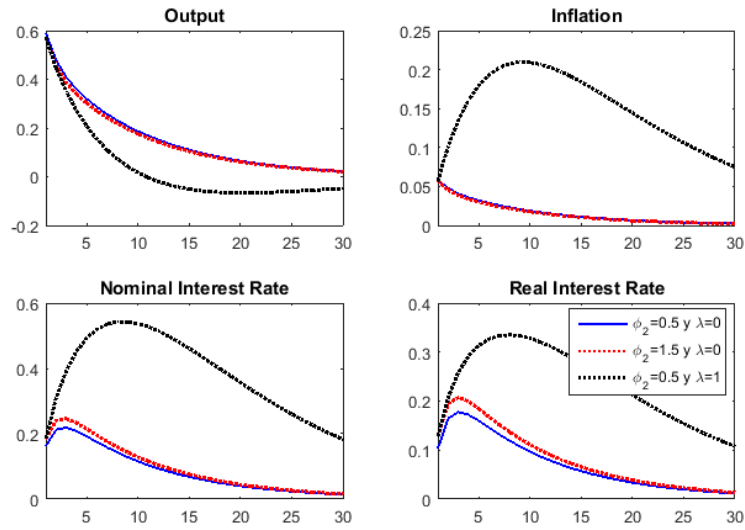 Output
0.6
0.4
0.2
0
-0.2
5 10 15 20 25 30
Inflation
0.25
0.2
0.15
0.1
0.05
0
5 10 15 20 25 30
Nominal Interest Rate
0.6
0.4
0.2
0
5 10 15 20 25 30
Real Interest Rate
0.4
0.3
0.2
0.1
0
5 10 15 20 25 30
ϕ₂=0.5 y λ=0
ϕ₂=1.5 y λ=0
ϕ₂=0.5 y λ=1